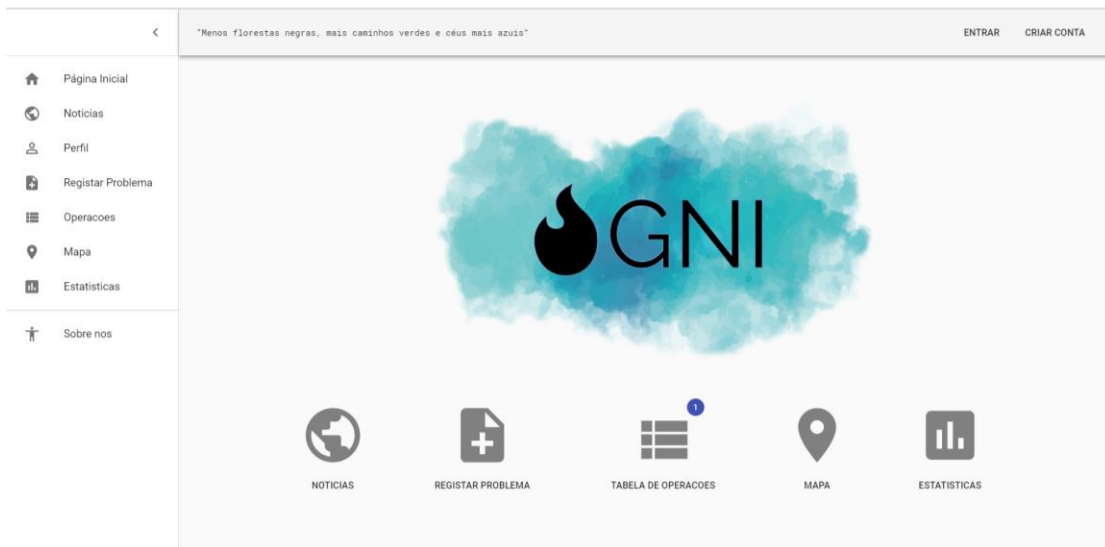 "Menos florestas negras, mais caminhos verdes e céus mais azuis"
ENTRAR
CRIAR CONTA
Página Inicial
Noticias
Perfil
Registar Problema
Operacoes
Mapa
Estatisticas
Sobre nos
GNI
1
NOTICIAS
REGISTAR PROBLEMA
TABELA DE OPERACOES
MAPA
ESTATISTICAS